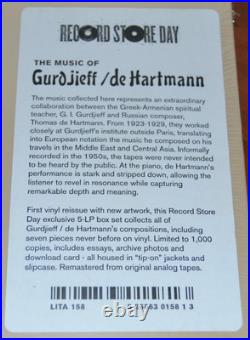 RECORD STORE DAY
THE MUSIC OF
Gurdjieff / de Hartmann
The music collected here represents an extraordinary
collaboration between the Greek-Armenian spiritual
teacher, G. I. Gurdjieff and Russian composer,
Thomas de Hartmann. From 1923-1929, they worked
closely at Gurdjieff's institute outside Paris, translating
into European notation the music he composed on his
travels in the Middle East and Central Asia. Informally
recorded in the 1950s, the tapes were never intended
to be heard by the public. At the piano, de Hartmann's
performance is stark and stripped down, allowing the
listener to revel in resonance while capturing
remarkable depth and meaning.
First vinyl reissue with new artwork, this Record Store
Day exclusive 5-LP box set collects all of
Gurdjieff / de Hartmann's compositions, including
seven pieces never before on vinyl. Limited to 1,000
copies, includes essays, archive photos and
download card - all housed in "tip-on" jackets and
slipcase. Remastered from original analog tapes.
LITA 158
63 0158 1 3